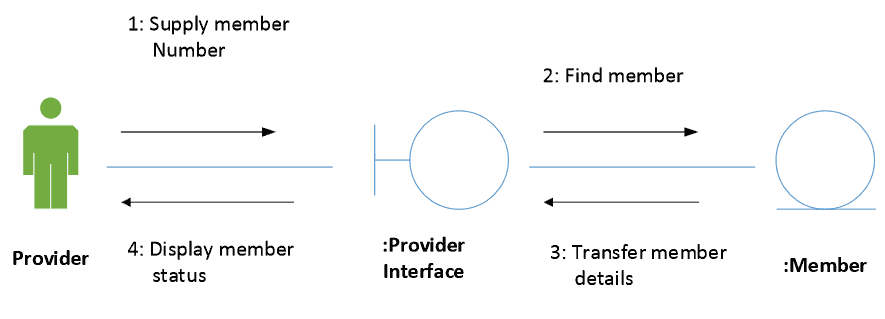 1: Supply member
Number
2: Find member
Provider
4: Display member
status
:Provider
Interface
3: Transfer member
details
:Member